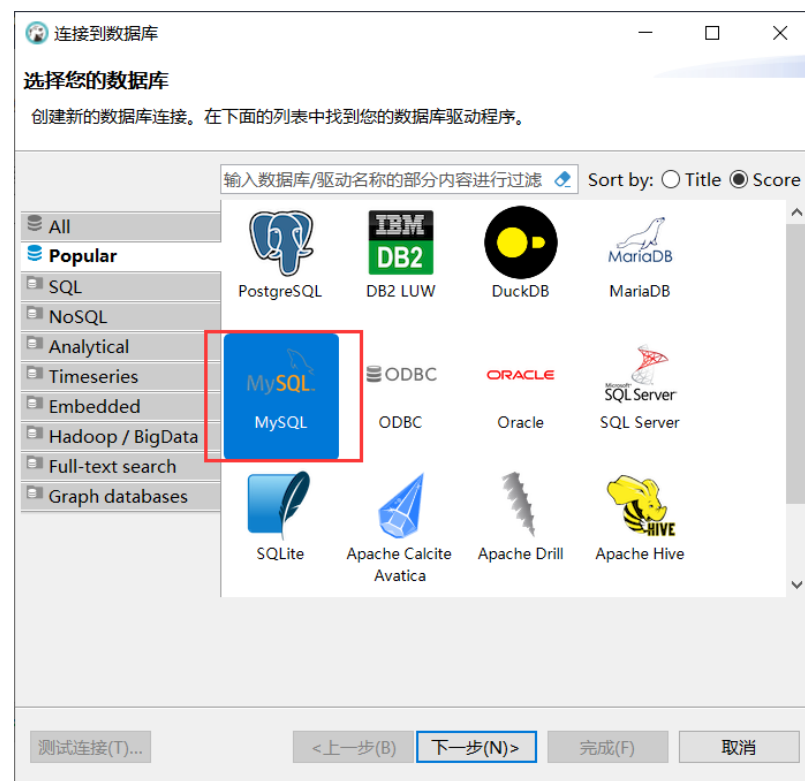 连接到数据库
选择您的数据库
创建新的数据库连接。在下面的列表中找到您的数据库驱动程序。
输入数据库/驱动名称的部分内容进行过滤 Sort by: Title Score
All
Popular
SQL
NoSQL
Analytical
Timeseries
Embedded
Hadoop / BigData
Full-text search
Graph databases
IBM
DB2
MariaDB
PostgreSQL DB2 LUW DuckDB MariaDB
MySQL
ODBC
ORACLE
Microsoft
SQL Server
MySQL ODBC Oracle SQL Server
HIVE
SQLite Apache Calcite Avatica Apache Drill Apache Hive
测试连接(T)... <上一步(B) 下一步(N)> 完成(F) 取消